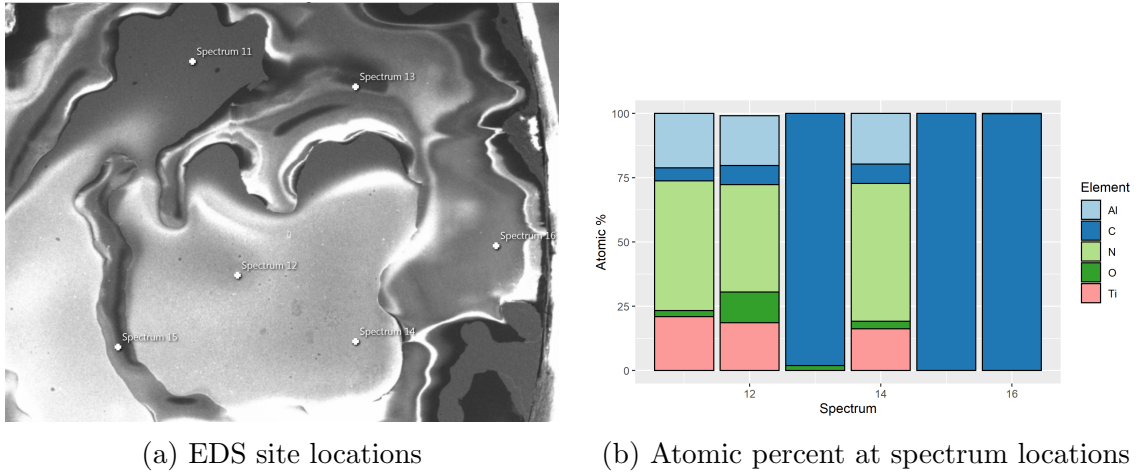 Spectrum 11
Spectrum 13
Spectrum 16
Spectrum 12
Spectrum 14
Spectrum 15
100
75
50
25
0
Atomic %
12
14
16
Spectrum
Element
Al
C
N
O
Ti
(a) EDS site locations
(b) Atomic percent at spectrum locations